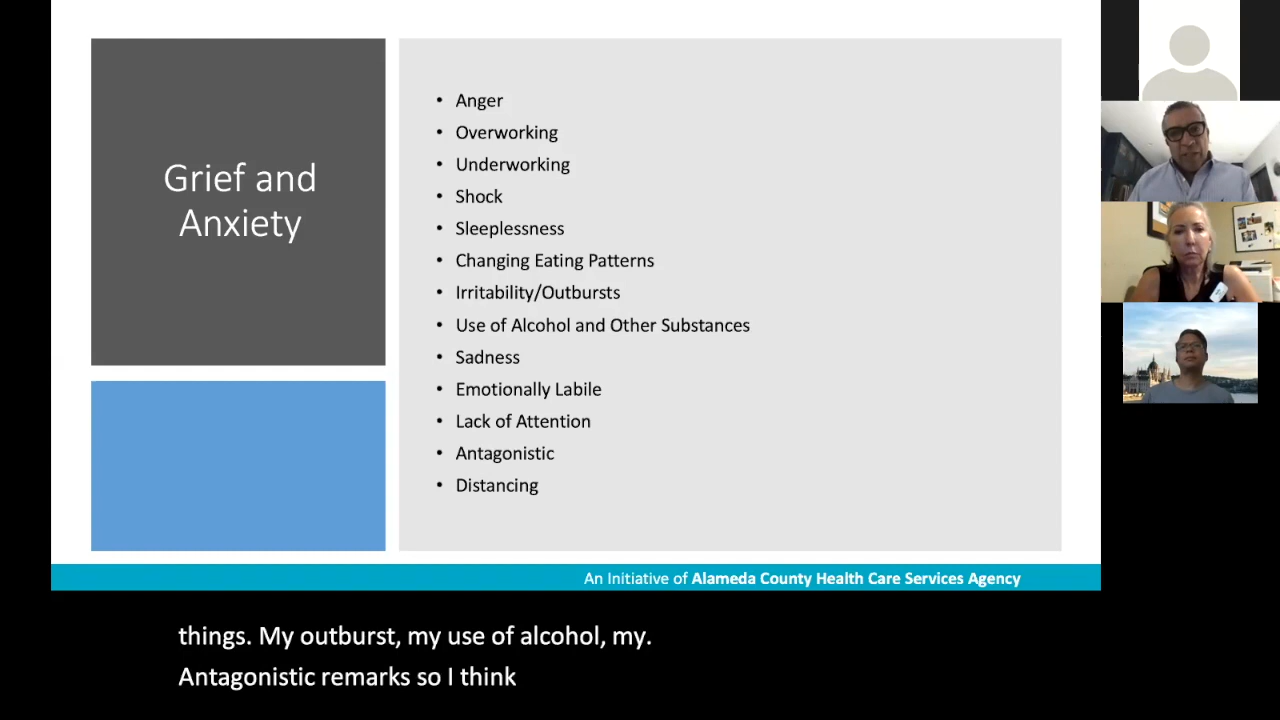 Grief and
Anxiety
• Anger
• Overworking
• Underworking
• Shock
• Sleeplessness
• Changing Eating Patterns
• Irritability/Outbursts
• Use of Alcohol and Other Substances
• Sadness
• Emotionally Labile
• Lack of Attention
• Antagonistic
• Distancing
An Initiative of Alameda County Health Care Services Agency
things. My outburst, my use of alcohol, my.
Antagonistic remarks so I think